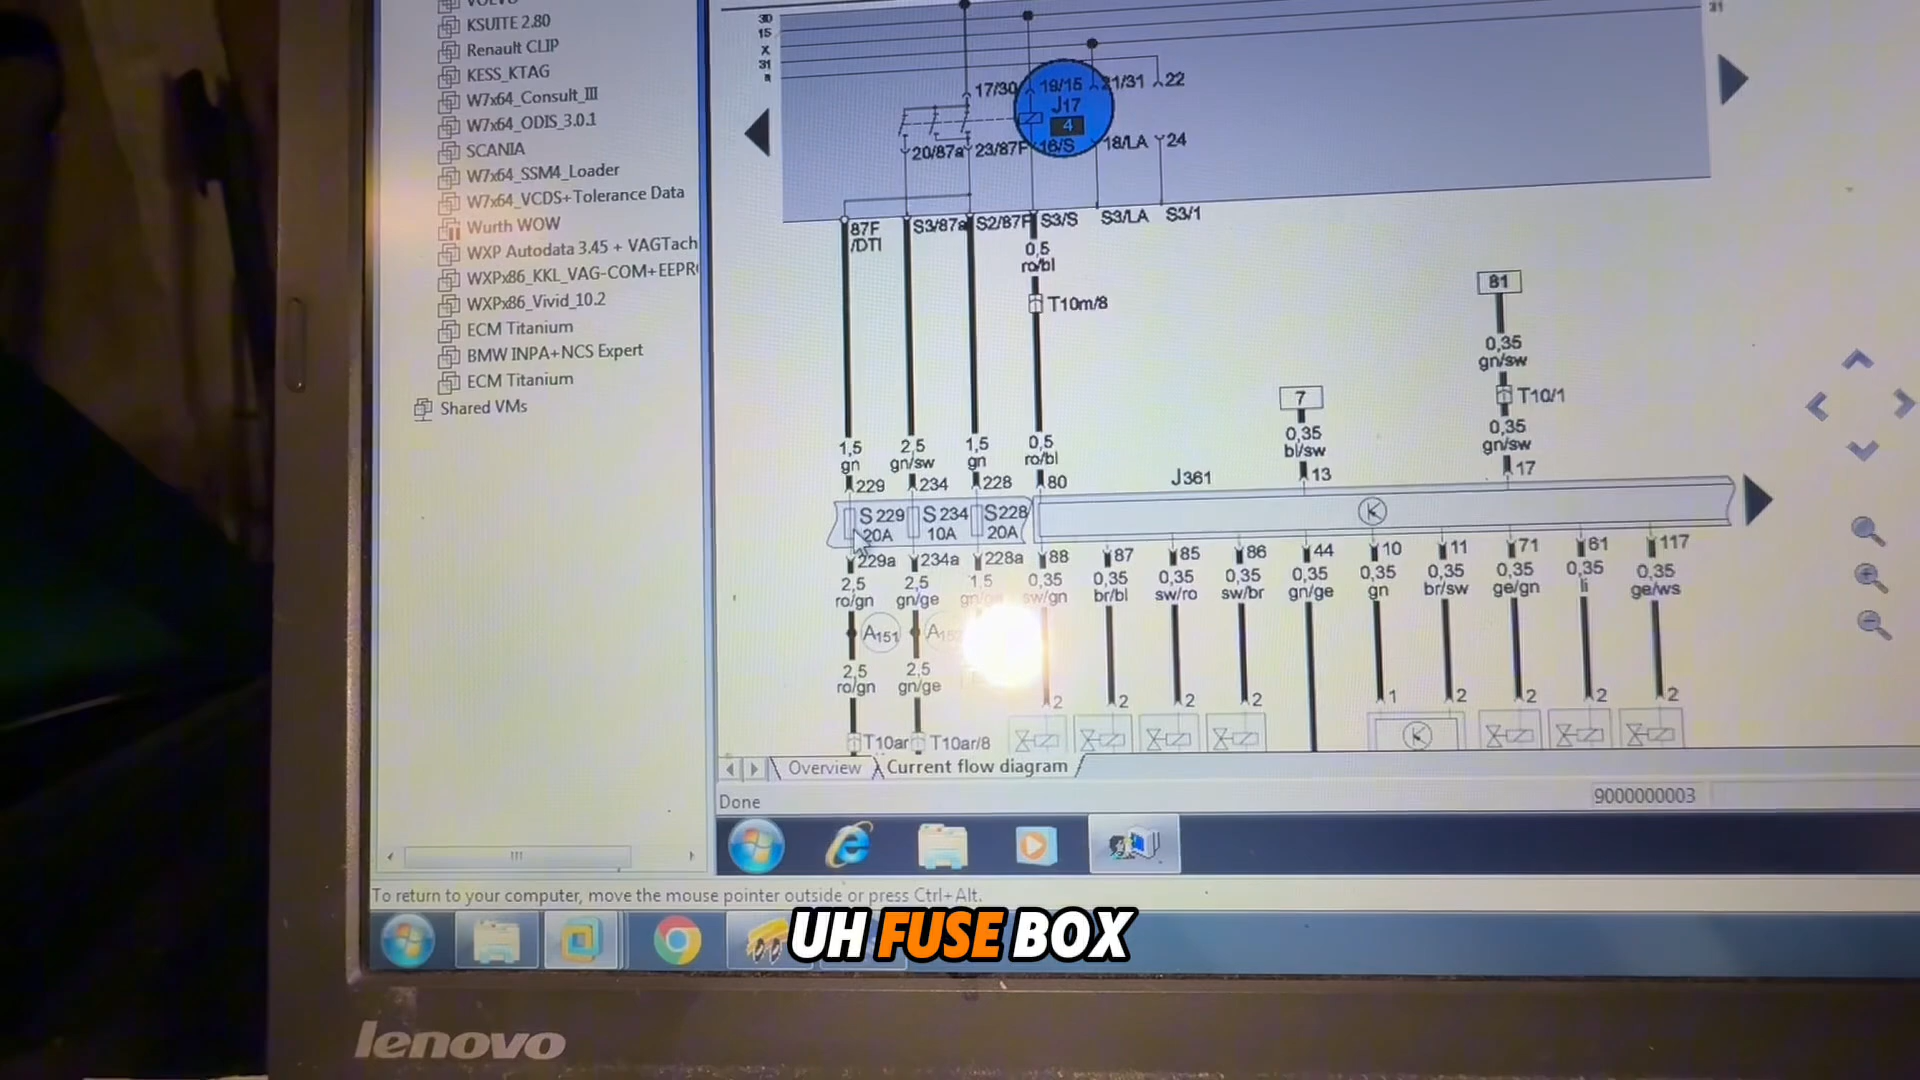 VOLVO
KSUITE 2.80
Renault CLIP
KESS_KTAG
W7x64_Consult_III
W7x64_ODIS_3.0.1
SCANIA
W7x64_SSM4_Loader
W7x64_VCDS+Tolerance Data
Wurth WOW
WXP Autodata 3.45 + VAGTach
WXPx86_KKL_VAG-COM+EEPR
WXPx86_Vivid_10.2
ECM Titanium
BMW INPA+NCS Expert
ECM Titanium
Shared VMs
30
15
X
31
31
17/30 19/15 21/31 22
J17
4
20/87a 23/87F 16/S 18/LA 24
87F S3/87a S2/87F S3/S S3/LA S3/1
/DTI
0,5
ro/bl
T10m/8
81
0,35
gn/sw
T10/1
7
0,35
bl/sw
0,35
gn/sw
1,5 2,5 1,5 0,5
gn gn/sw gn ro/bl
229 234 228 80 J361 13 17
S229 S234 S228
20A 10A 20A
K
229a 234a 228a 88 87 85 86 44 10 11 71 61 117
2,5 2,5 1,5 0,35 0,35 0,35 0,35 0,35 0,35 0,35 0,35 0,35 0,35
ro/gn gn/ge sw/gn br/bl sw/ro sw/br gn/ge gn br/sw ge/gn li ge/ws
A151
2,5 2,5
ro/gn gn/ge
2 2 2 2 1 2 2 2 2
T10ar T10ar/8
K
Overview Current flow diagram
Done 9000000003
To return to your computer, move the mouse pointer outside or press Ctrl+Alt.
UH FUSE BOX
lenovo